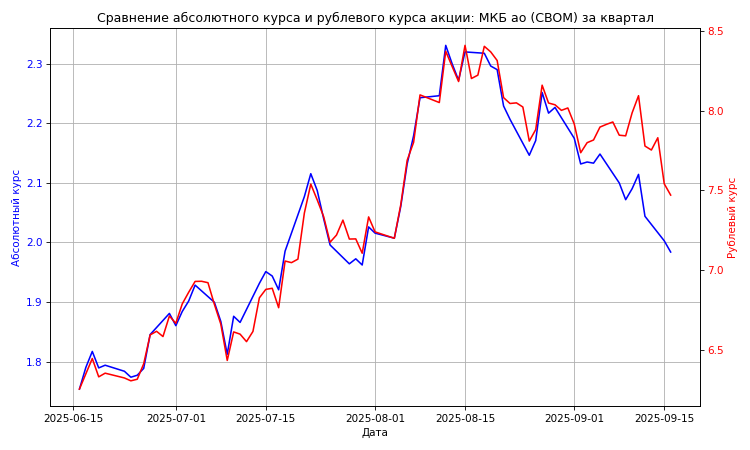 Сравнение абсолютного курса и рублевого курса акции: МКБ ао (CBOM) за квартал
8.5
2.3
8.0
2.2
7.5
2.1
Абсолютный курс
Рублевый курс
2.0
7.0
1.9
6.5
1.8
2025-06-15 2025-07-01 2025-07-15 2025-08-01 2025-08-15 2025-09-01 2025-09-15
Дата